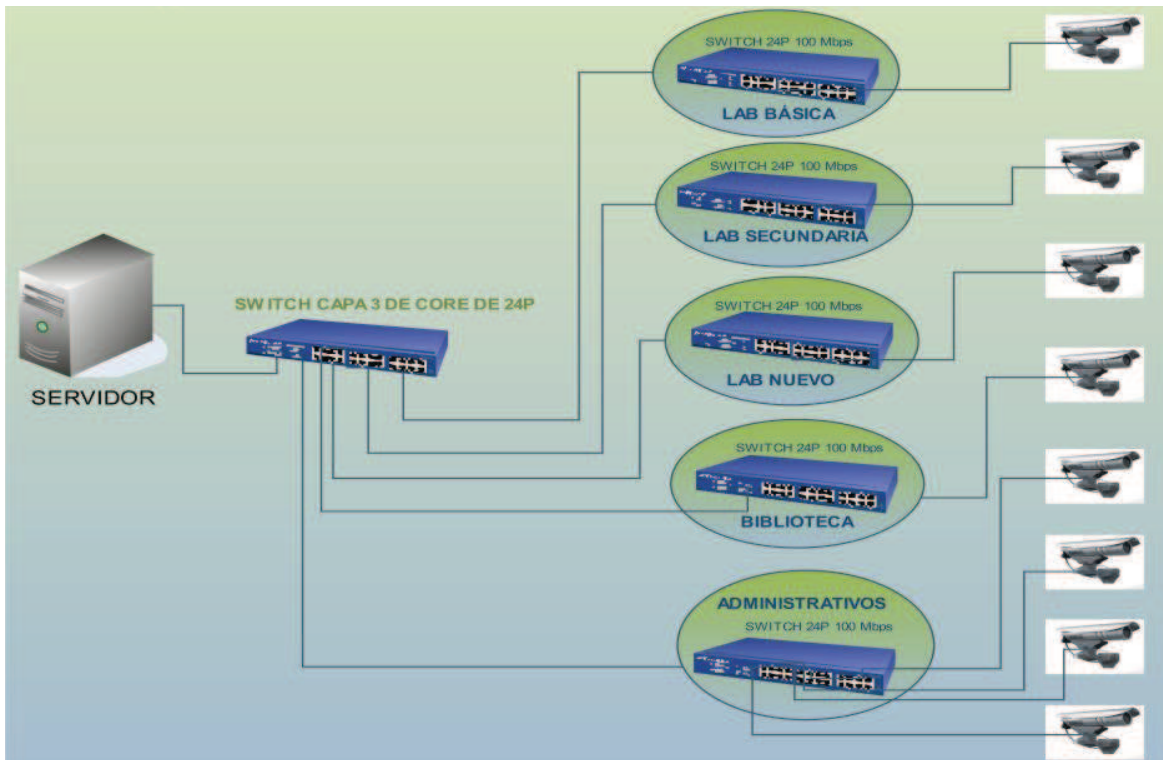 SWITCH 24P 100 Mbps
LAB BÁSICA
SWITCH 24P 100 Mbps
LAB SECUNDARIA
SWITCH CAPA 3 DE CORE DE 24P
SERVIDOR
SWITCH 24P 100 Mbps
LAB NUEVO
SWITCH 24P 100 Mbps
BIBLIOTECA
ADMINISTRATIVOS
SWITCH 24P 100 Mbps